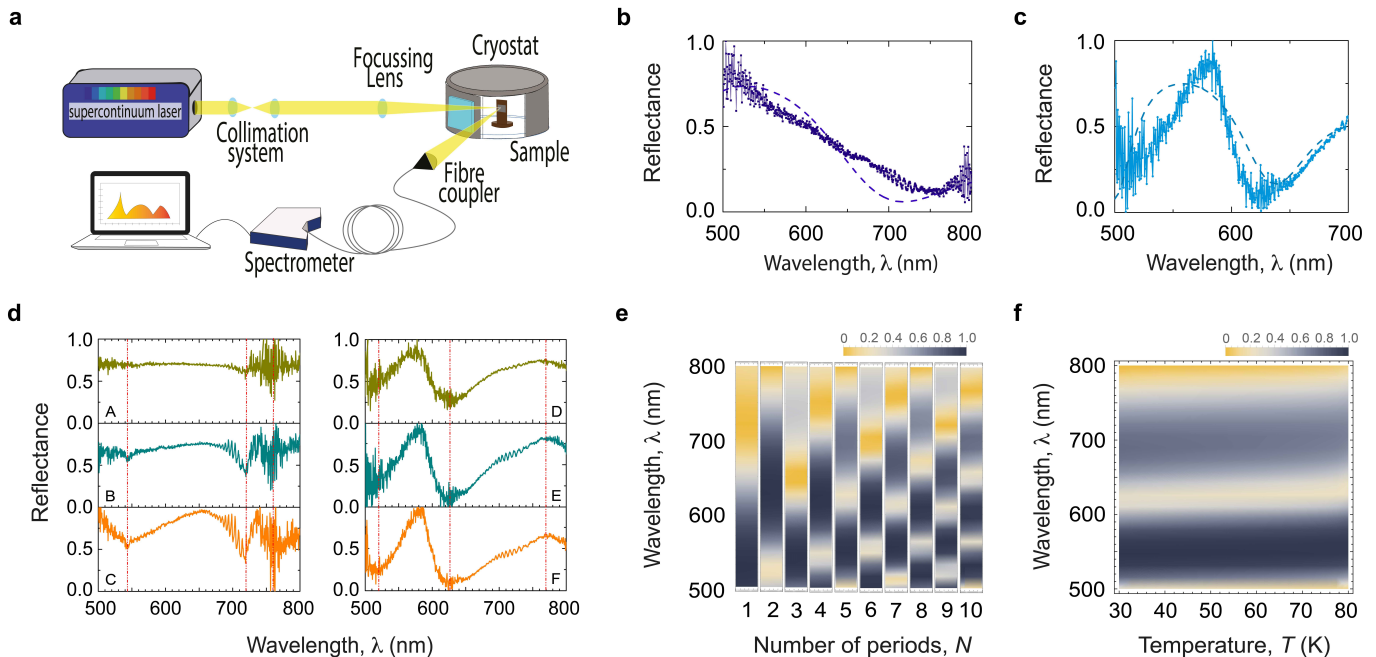 a
supercontinuum laser
Collimation
system
Focussing
Lens
Cryostat
Sample
Fibre
coupler
Spectrometer
b
Reflectance
1.0
0.5
0.0
500 600 700 800
Wavelength, λ (nm)
c
Reflectance
1.0
0.5
0.0
500 600 700
Wavelength, λ (nm)
d
Reflectance
1.0
0.5
0.0
0.5
0.0
0.5
0.0
A
B
C
500 600 700 800
1.0
0.5
0.0
0.5
0.0
0.5
0.0
D
E
F
500 600 700 800
Wavelength, λ (nm)
e
0 0.2 0.4 0.6 1.0
Wavelength, λ (nm)
800
700
600
500
1 2 3 4 5 6 7 8 9 10
Number of periods, N
f
0 0.2 0.4 0.6 1.0
Wavelength, λ (nm)
800
700
600
500
30 40 50 60 70 80
Temperature, T (K)